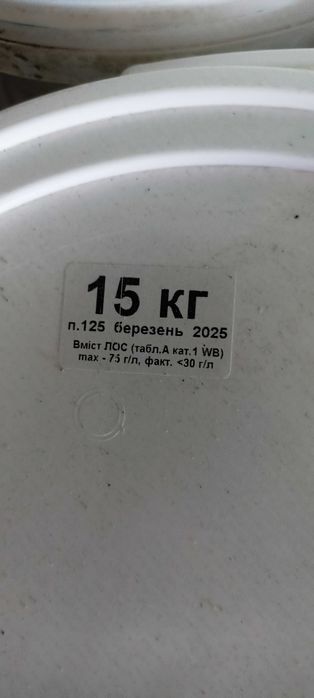 15 кг
п.125 березень 2025
Вміст ЛОС (табл.А кат.1 WB)
max - 75 г/л, факт. <30 г/л